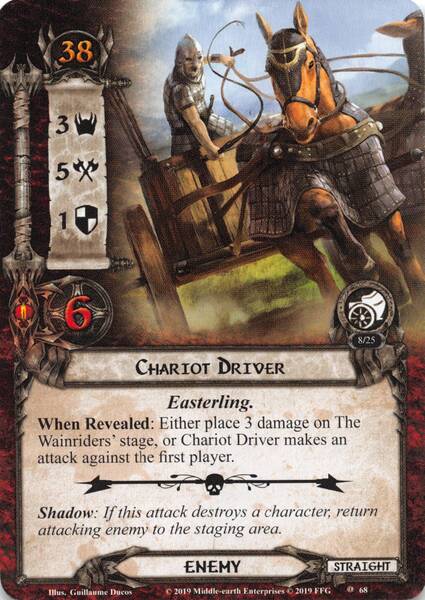 38
3
5
1
6
8/25
Chariot Driver
Easterling.
When Revealed: Either place 3 damage on The
Wainriders' stage, or Chariot Driver makes an
attack against the first player.
Shadow: If this attack destroys a character, return
attacking enemy to the staging area.
ENEMY
STRAIGHT
Illus. Guillaume Ducos
© 2019 Middle-earth Enterprises © 2019 FFG
68